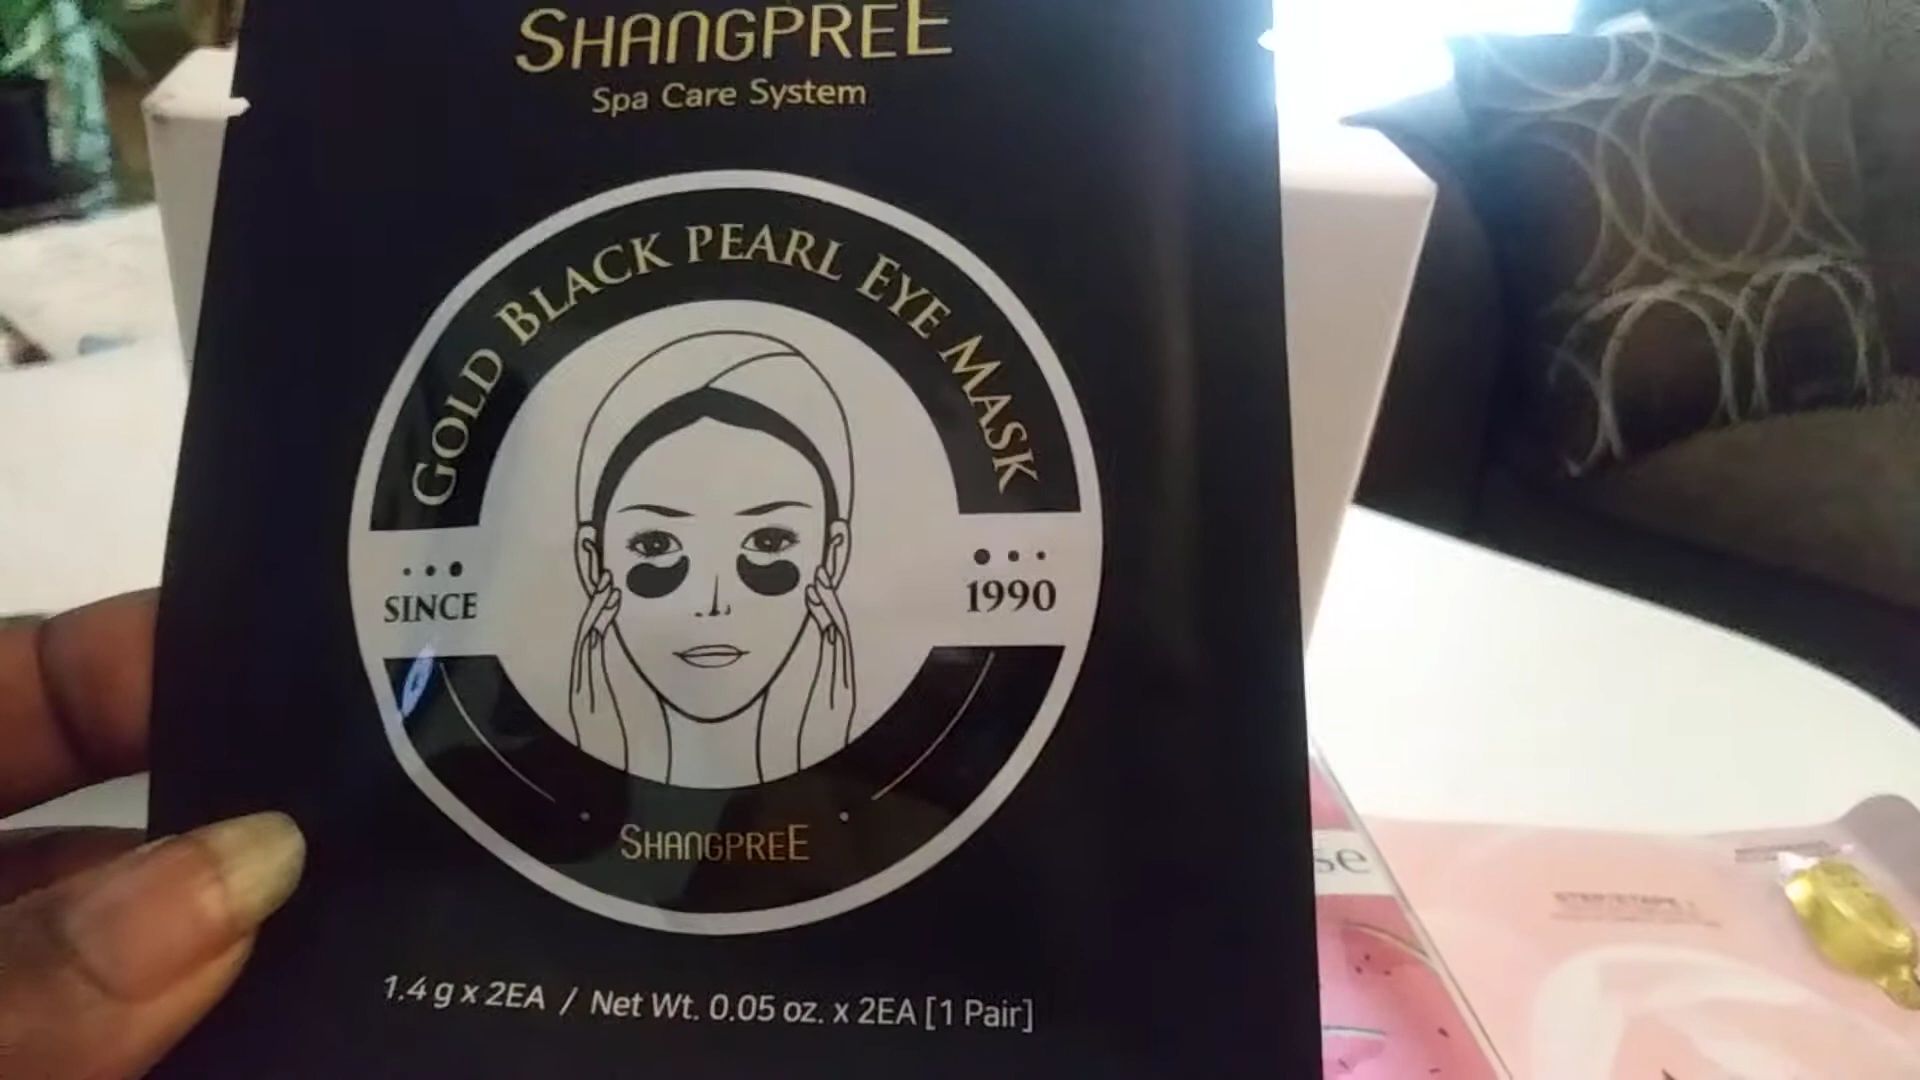 SHANGPREE
Spa Care System
GOLD BLACK PEARL EYE MASK
SINCE
1990
SHANGPREE
1.4 g x 2EA / Net Wt. 0.05 oz. x 2EA [1 Pair]
se